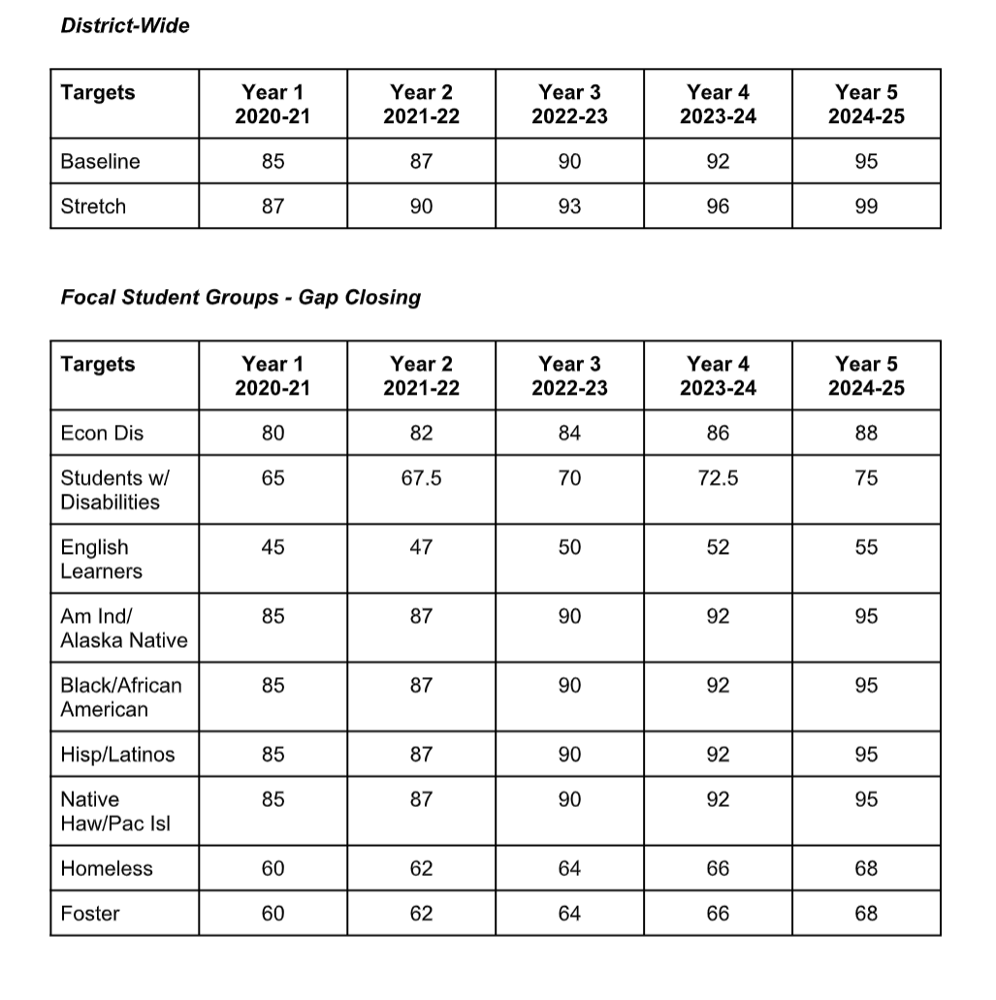 District-Wide
Targets Year 1 Year 2 Year 3 Year 4 Year 5
2020-21 2021-22 2022-23 2023-24 2024-25
Baseline 85 87 90 92 95
Stretch 87 90 93 96 99
Focal Student Groups - Gap Closing
Targets Year 1 Year 2 Year 3 Year 4 Year 5
2020-21 2021-22 2022-23 2023-24 2024-25
Econ Dis 80 82 84 86 88
Students w/ 65 67.5 70 72.5 75
Disabilities
English 45 47 50 52 55
Learners
Am Ind/ 85 87 90 92 95
Alaska Native
Black/African 85 87 90 92 95
American
Hisp/Latinos 85 87 90 92 95
Native 85 87 90 92 95
Haw/Pac Isl
Homeless 60 62 64 66 68
Foster 60 62 64 66 68